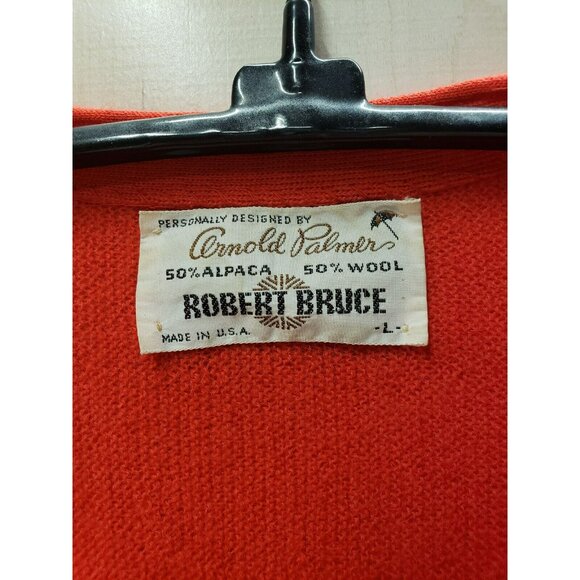 PERSONALLY DESIGNED BY
Arnold Palmer
50% ALPACA 50% WOOL
ROBERT BRUCE
MADE IN U.S.A. -L-